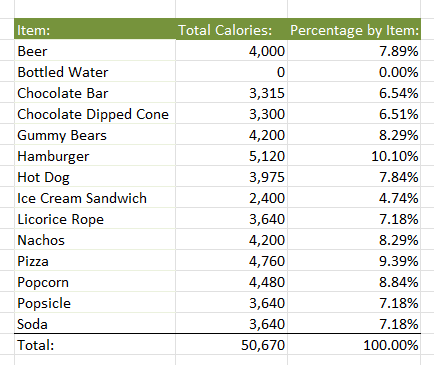 Item: Total Calories: Percentage by Item:
Beer 4,000 7.89%
Bottled Water 0 0.00%
Chocolate Bar 3,315 6.54%
Chocolate Dipped Cone 3,300 6.51%
Gummy Bears 4,200 8.29%
Hamburger 5,120 10.10%
Hot Dog 3,975 7.84%
Ice Cream Sandwich 2,400 4.74%
Licorice Rope 3,640 7.18%
Nachos 4,200 8.29%
Pizza 4,760 9.39%
Popcorn 4,480 8.84%
Popsicle 3,640 7.18%
Soda 3,640 7.18%
Total: 50,670 100.00%